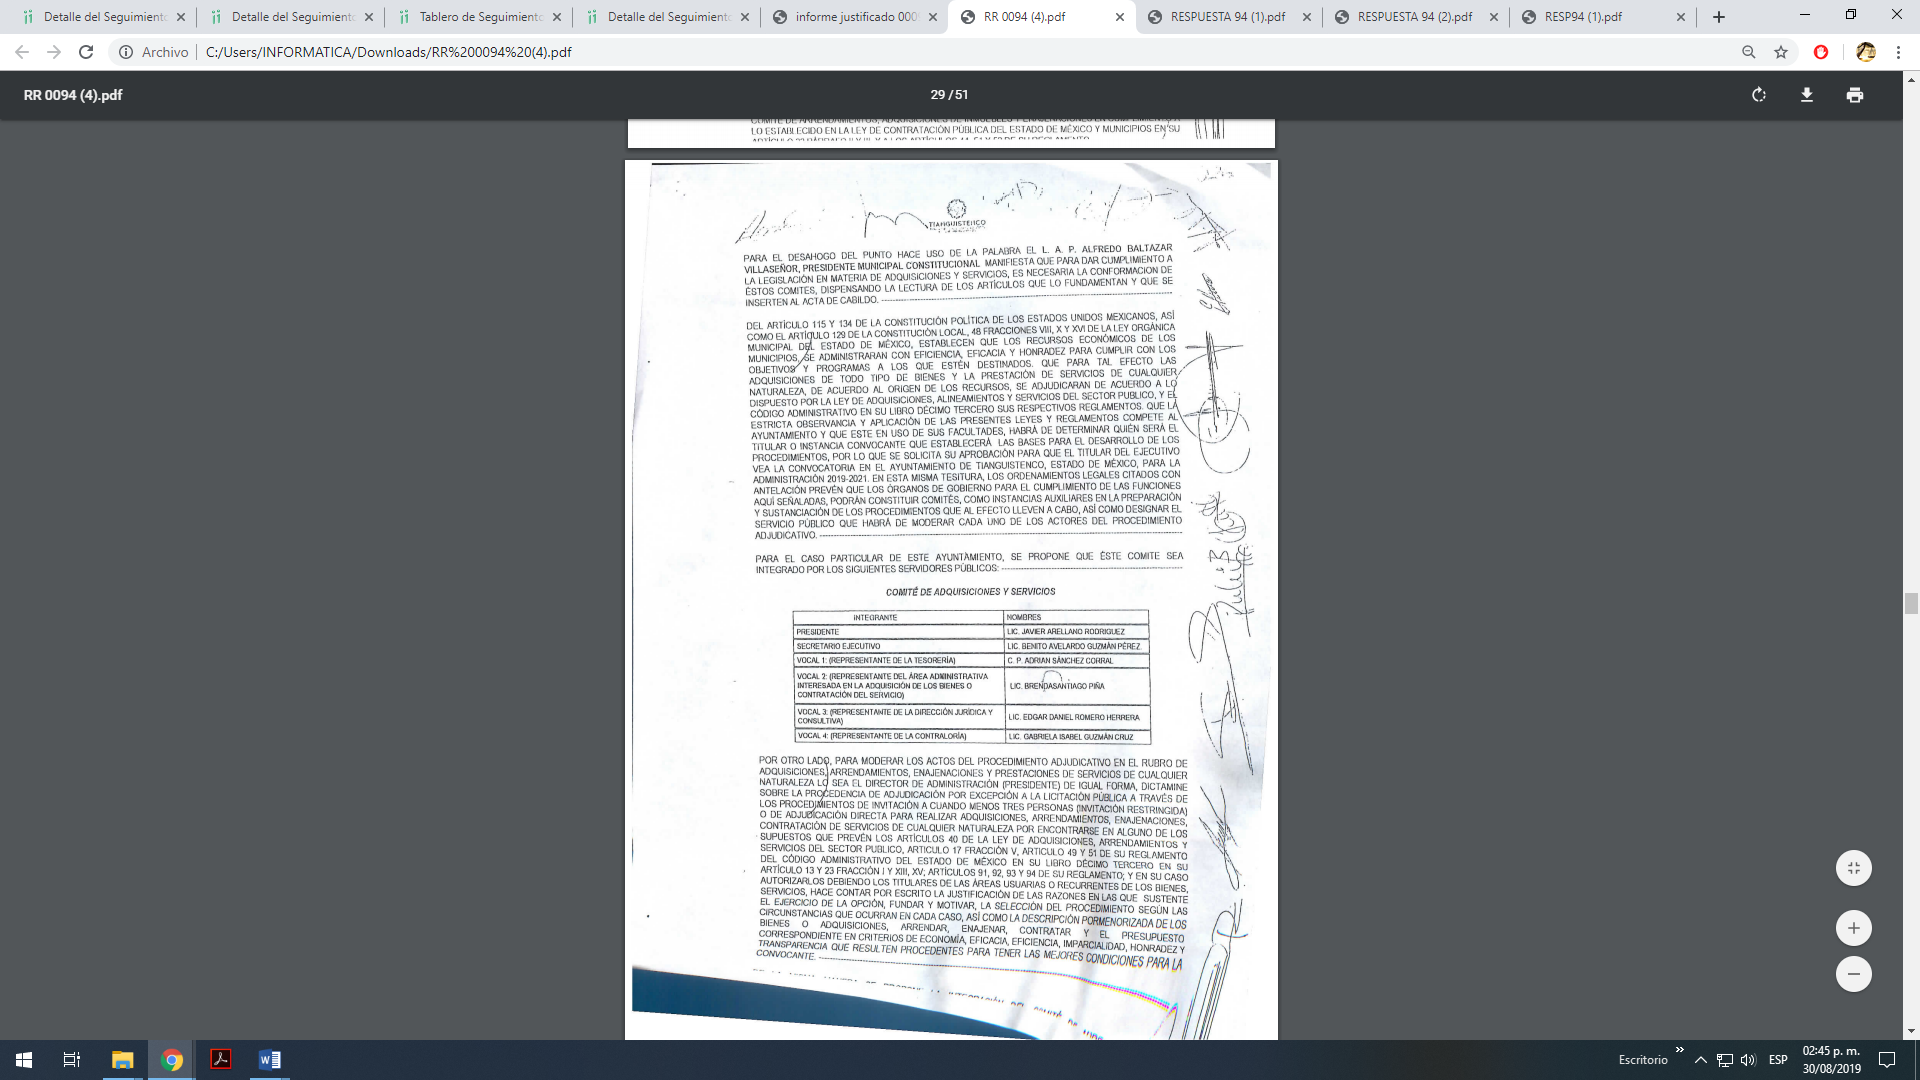 Detalle del Seguimiento
Detalle del Seguimiento
Tablero de Seguimiento
Detalle del Seguimiento
informe justificado 0009
RR 0094 (4).pdf
RESPUESTA 94 (1).pdf
RESPUESTA 94 (2).pdf
RESP94 (1).pdf
Archivo
C:/Users/INFORMATICA/Downloads/RR%200094%20(4).pdf
RR 0094 (4).pdf
29 / 51
LO ESTABLECIDO EN LA LEY DE CONTRATACIÓN PÚBLICA DEL ESTADO DE MÉXICO Y MUNICIPIOS EN SU
TIANGUISTENCO
PARA EL DESAHOGO DEL PUNTO HACE USO DE LA PALABRA EL L. A. P. ALFREDO BALTAZAR
VILLASEÑOR, PRESIDENTE MUNICIPAL CONSTITUCIONAL MANIFIESTA QUE PARA DAR CUMPLIMIENTO A
LA LEGISLACIÓN EN MATERIA DE ADQUISICIONES Y SERVICIOS, ES NECESARIA LA CONFORMACION DE
ÉSTOS COMITES, DISPENSANDO LA LECTURA DE LOS ARTÍCULOS QUE LO FUNDAMENTAN Y QUE SE
INSERTEN AL ACTA DE CABILDO.
DEL ARTÍCULO 115 Y 134 DE LA CONSTITUCIÓN POLÍTICA DE LOS ESTADOS UNIDOS MEXICANOS, ASÍ
COMO EL ARTÍCULO 129 DE LA CONSTITUCIÓN LOCAL, 48 FRACCIONES VIII, X Y XVI DE LA LEY ORGÁNICA
MUNICIPAL DEL ESTADO DE MÉXICO, ESTABLECEN QUE LOS RECURSOS ECONÓMICOS DE LOS
MUNICIPIOS, SE ADMINISTRARAN CON EFICIENCIA, EFICACIA Y HONRADEZ PARA CUMPLIR CON LOS
OBJETIVOS Y PROGRAMAS A LOS QUE ESTÉN DESTINADOS. QUE PARA TAL EFECTO LAS
ADQUISICIONES DE TODO TIPO DE BIENES Y LA PRESTACIÓN DE SERVICIOS DE CUALQUIER
NATURALEZA, DE ACUERDO AL ORIGEN DE LOS RECURSOS, SE ADJUDICARAN DE ACUERDO A LO
DISPUESTO POR LA LEY DE ADQUISICIONES, ALINEAMIENTOS Y SERVICIOS DEL SECTOR PUBLICO, Y EL
CÓDIGO ADMINISTRATIVO EN SU LIBRO DÉCIMO TERCERO SUS RESPECTIVOS REGLAMENTOS. QUE LA
ESTRICTA OBSERVANCIA Y APLICACIÓN DE LAS PRESENTES LEYES Y REGLAMENTOS COMPETE AL
AYUNTAMIENTO Y QUE ESTE EN USO DE SUS FACULTADES, HABRÁ DE DETERMINAR QUIÉN SERÁ EL
TITULAR O INSTANCIA CONVOCANTE QUE ESTABLECERÁ LAS BASES PARA EL DESARROLLO DE LOS
PROCEDIMIENTOS, POR LO QUE SE SOLICITA SU APROBACIÓN PARA QUE EL TITULAR DEL EJECUTIVO
VEA LA CONVOCATORIA EN EL AYUNTAMIENTO DE TIANGUISTENCO, ESTADO DE MÉXICO, PARA LA
ADMINISTRACIÓN 2019-2021. EN ESTA MISMA TESITURA, LOS ORDENAMIENTOS LEGALES CITADOS CON
ANTELACIÓN PREVÉN QUE LOS ÓRGANOS DE GOBIERNO PARA EL CUMPLIMIENTO DE LAS FUNCIONES
AQUÍ SEÑALADAS, PODRÁN CONSTITUIR COMITÉS, COMO INSTANCIAS AUXILIARES EN LA PREPARACIÓN
Y SUSTANCIACIÓN DE LOS PROCEDIMIENTOS QUE AL EFECTO LLEVEN A CABO, ASÍ COMO DESIGNAR EL
SERVICIO PÚBLICO QUE HABRÁ DE MODERAR CADA UNO DE LOS ACTORES DEL PROCEDIMIENTO
ADJUDICATIVO.
PARA EL CASO PARTICULAR DE ESTE AYUNTAMIENTO, SE PROPONE QUE ÉSTE COMITE SEA
INTEGRADO POR LOS SIGUIENTES SERVIDORES PÚBLICOS:
COMITÉ DE ADQUISICIONES Y SERVICIOS
INTEGRANTE NOMBRES
PRESIDENTE LIC. JAVIER ARELLANO RODRIGUEZ
SECRETARIO EJECUTIVO LIC. BENITO AVELARDO GUZMÁN PÉREZ.
VOCAL 1: (REPRESENTANTE DE LA TESORERÍA) C. P. ADRIAN SÁNCHEZ CORRAL
VOCAL 2: (REPRESENTANTE DEL ÁREA ADMINISTRATIVA
INTERESADA EN LA ADQUISICIÓN DE LOS BIENES O
CONTRATACIÓN DEL SERVICIO)
LIC. BRENDASANTIAGO PIÑA
VOCAL 3: (REPRESENTANTE DE LA DIRECCIÓN JURÍDICA Y
CONSULTIVA)
LIC. EDGAR DANIEL ROMERO HERRERA
VOCAL 4: (REPRESENTANTE DE LA CONTRALORÍA) LIC. GABRIELA ISABEL GUZMÁN CRUZ
POR OTRO LADO, PARA MODERAR LOS ACTOS DEL PROCEDIMIENTO ADJUDICATIVO EN EL RUBRO DE
ADQUISICIONES, ARRENDAMIENTOS, ENAJENACIONES Y PRESTACIONES DE SERVICIOS DE CUALQUIER
NATURALEZA LO SEA EL DIRECTOR DE ADMINISTRACIÓN (PRESIDENTE) DE IGUAL FORMA, DICTAMINE
SOBRE LA PROCEDENCIA DE ADJUDICACIÓN POR EXCEPCIÓN A LA LICITACIÓN PÚBLICA A TRAVÉS DE
LOS PROCEDIMIENTOS DE INVITACIÓN A CUANDO MENOS TRES PERSONAS (INVITACIÓN RESTRINGIDA)
O DE ADJUDICACIÓN DIRECTA PARA REALIZAR ADQUISICIONES, ARRENDAMIENTOS, ENAJENACIONES,
CONTRATACIÓN DE SERVICIOS DE CUALQUIER NATURALEZA POR ENCONTRARSE EN ALGUNO DE LOS
SUPUESTOS QUE PREVÉN LOS ARTÍCULOS 40 DE LA LEY DE ADQUISICIONES, ARRENDAMIENTOS Y
SERVICIOS DEL SECTOR PUBLICO, ARTICULO 17 FRACCIÓN V, ARTICULO 49 Y 51 DE SU REGLAMENTO
DEL CÓDIGO ADMINISTRATIVO DEL ESTADO DE MÉXICO EN SU LIBRO DÉCIMO TERCERO EN SU
ARTÍCULO 13 Y 23 FRACCIÓN I Y XIII, XV; ARTÍCULOS 91, 92, 93 Y 94 DE SU REGLAMENTO; Y EN SU CASO
AUTORIZARLOS DEBIENDO LOS TITULARES DE LAS ÁREAS USUARIAS O RECURRENTES DE LOS BIENES,
SERVICIOS, HACE CONTAR POR ESCRITO LA JUSTIFICACIÓN DE LAS RAZONES EN LAS QUE SUSTENTE
EL EJERCICIO DE LA OPCIÓN, FUNDAR Y MOTIVAR, LA SELECCIÓN DEL PROCEDIMIENTO SEGÚN LAS
CIRCUNSTANCIAS QUE OCURRAN EN CADA CASO, ASÍ COMO LA DESCRIPCIÓN PORMENORIZADA DE LOS
BIENES O ADQUISICIONES, ARRENDAR, ENAJENAR, CONTRATAR Y EL PRESUPUESTO
CORRESPONDIENTE EN CRITERIOS DE ECONOMÍA, EFICACIA, EFICIENCIA, IMPARCIALIDAD, HONRADEZ Y
TRANSPARENCIA QUE RESULTEN PROCEDENTES PARA TENER LAS MEJORES CONDICIONES PARA LA
CONVOCANTE.
Escritorio
ESP
02:45 p. m.
30/08/2019